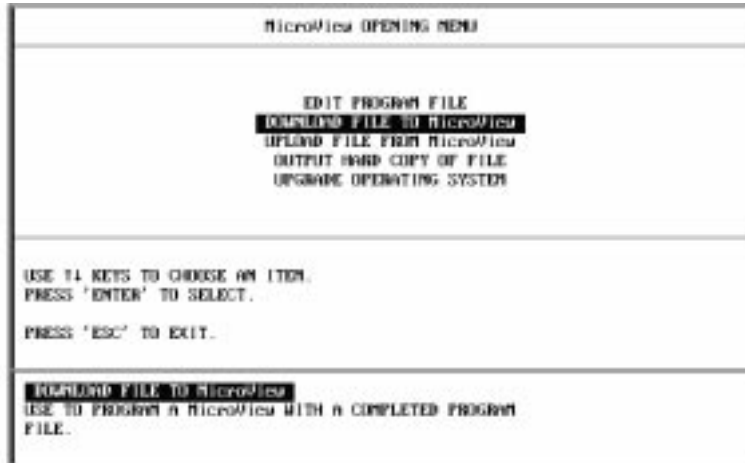 MicroView OPENING MENU
EDIT PROGRAM FILE
DOWNLOAD FILE TO MicroView
UPLOAD FILE FROM MicroView
OUTPUT HARD COPY OF FILE
UPGRADE OPERATING SYSTEM
USE ↑↓ KEYS TO CHOOSE AN ITEM.
PRESS 'ENTER' TO SELECT.
PRESS 'ESC' TO EXIT.
DOWNLOAD FILE TO MicroView
USE TO PROGRAM A MicroView WITH A COMPLETED PROGRAM
FILE.